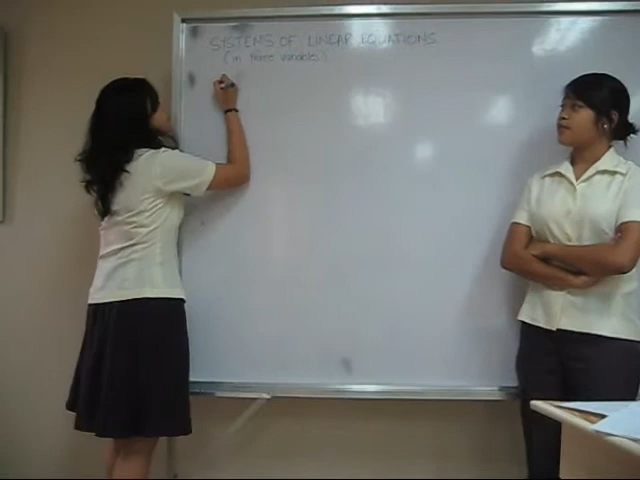 SYSTEMS OF LINEAR EQUATIONS
(in three variables)